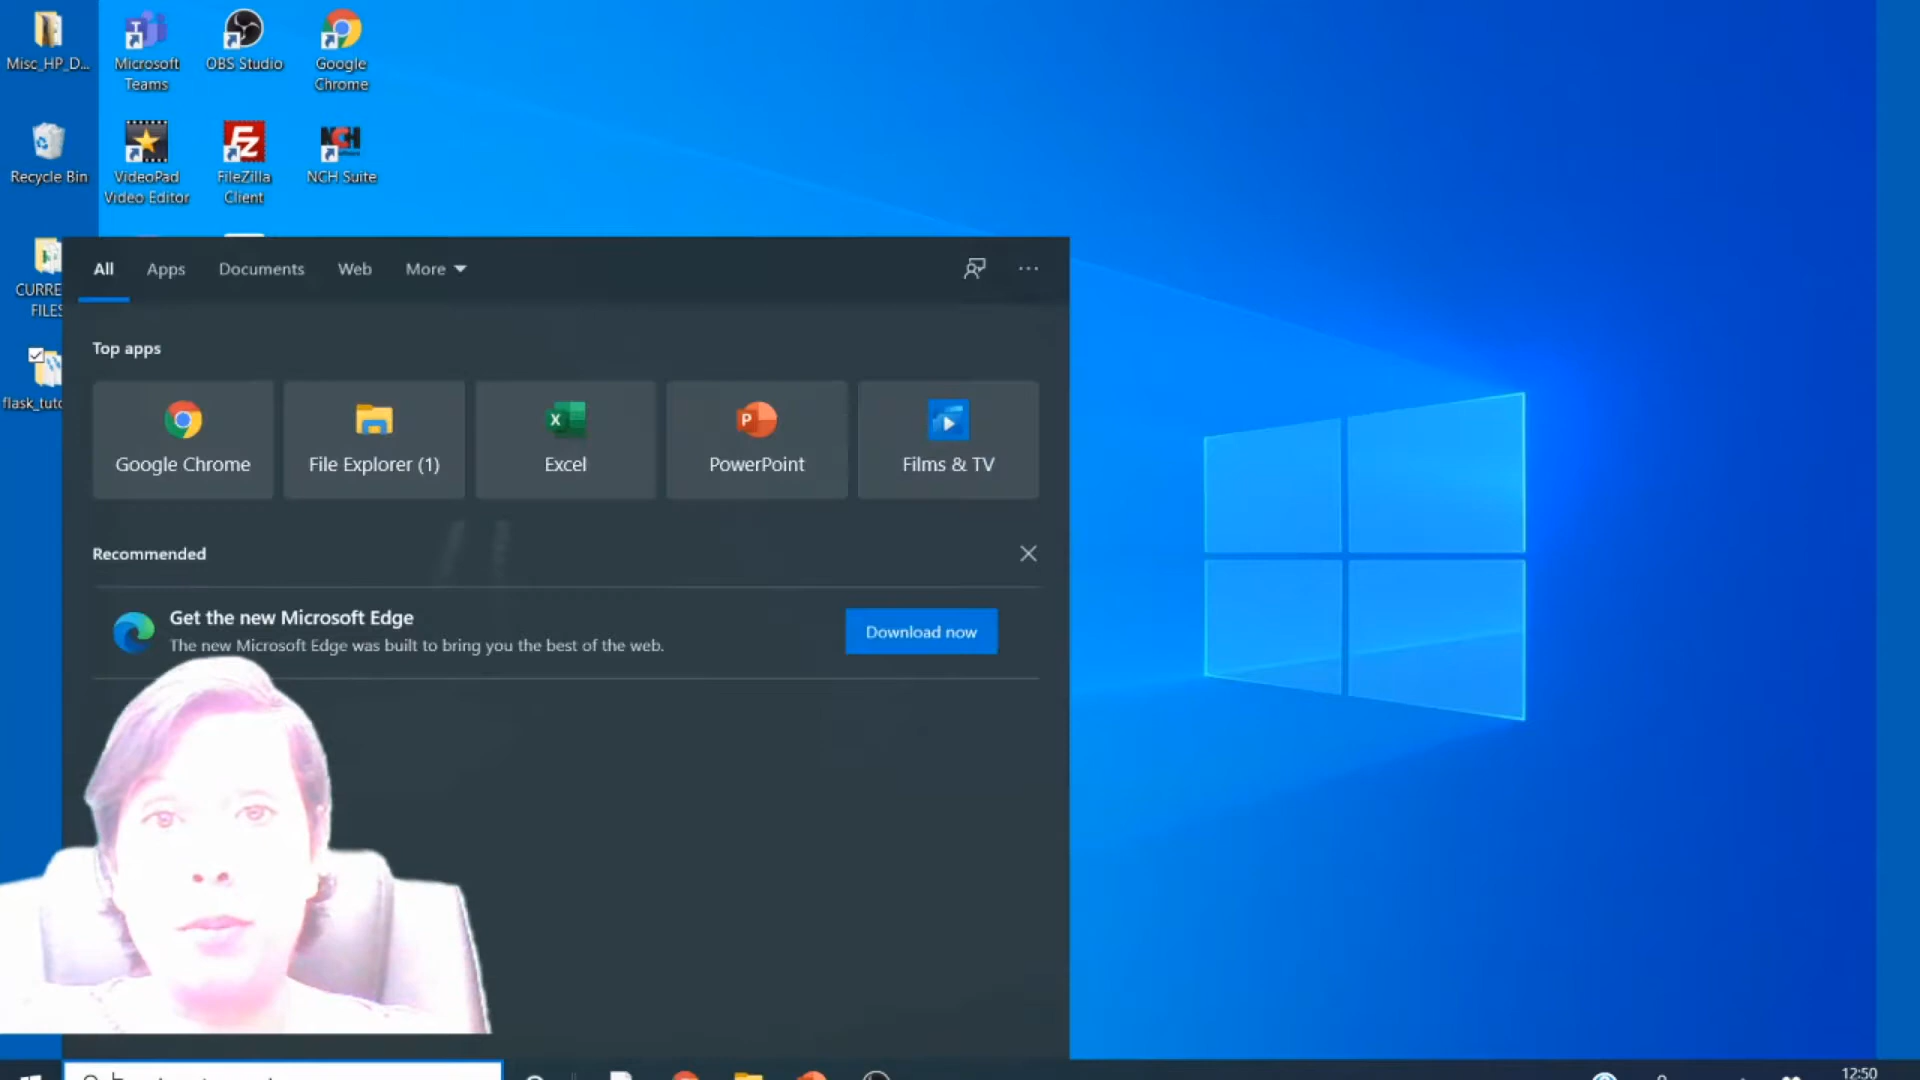 Misc_HP_D...
Microsoft
Teams
OBS Studio
Google
Chrome
Recycle Bin
VideoPad
Video Editor
FileZilla
Client
NCH Suite
CURRE
FILES
flask_tuto
All
Apps
Documents
Web
More
Top apps
Google Chrome
File Explorer (1)
Excel
PowerPoint
Films & TV
Recommended
Get the new Microsoft Edge
The new Microsoft Edge was built to bring you the best of the web.
Download now
12:50